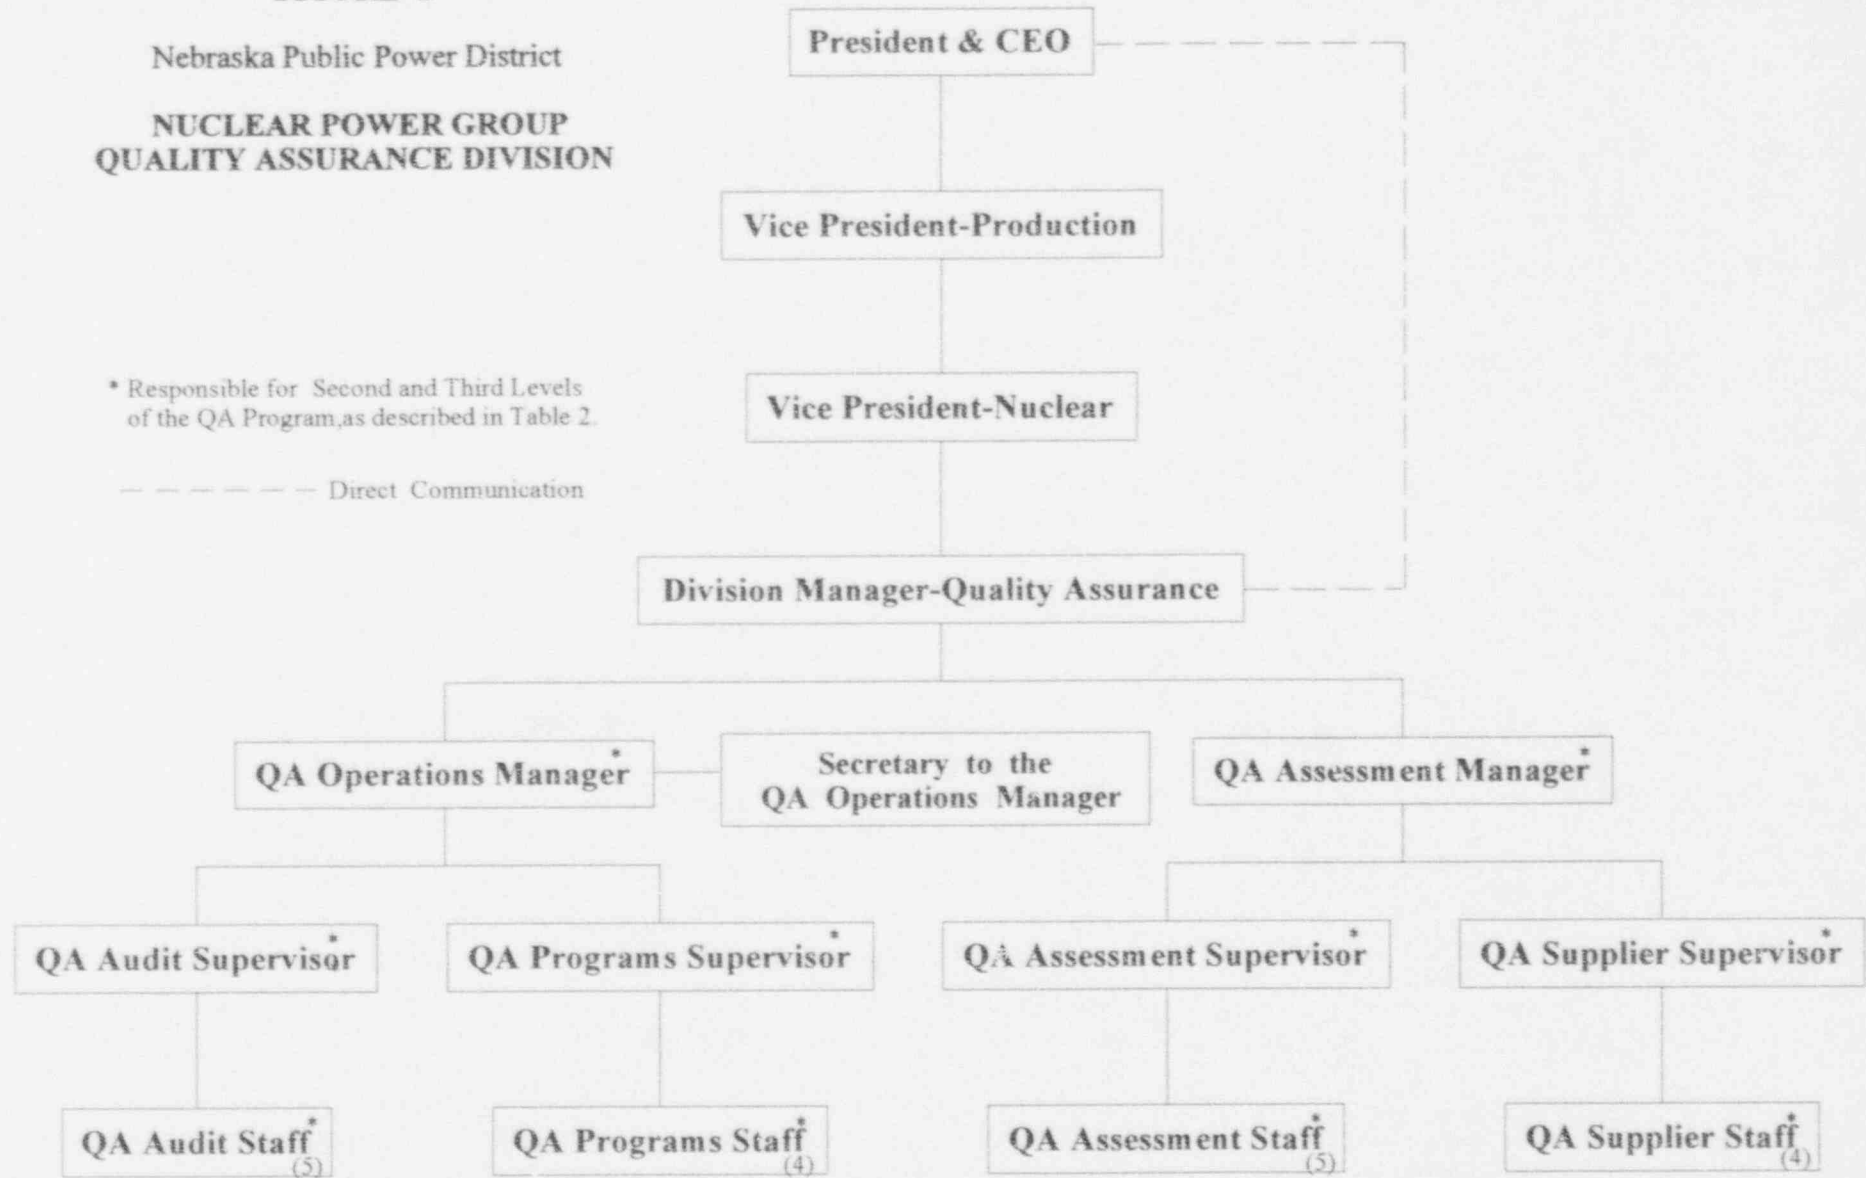 Nebraska Public Power District
NUCLEAR POWER GROUP
QUALITY ASSURANCE DIVISION
President & CEO
Vice President-Production
* Responsible for Second and Third Levels
of the QA Program,as described in Table 2.
Vice President-Nuclear
— — — — — — Direct Communication
Division Manager-Quality Assurance
QA Operations Manager*
Secretary to the
QA Operations Manager
QA Assessment Manager*
QA Audit Supervisor*
QA Programs Supervisor*
QA Assessment Supervisor*
QA Supplier Supervisor*
QA Audit Staff*
(5)
QA Programs Staff*
(4)
QA Assessment Staff*
(5)
QA Supplier Staff*
(4)